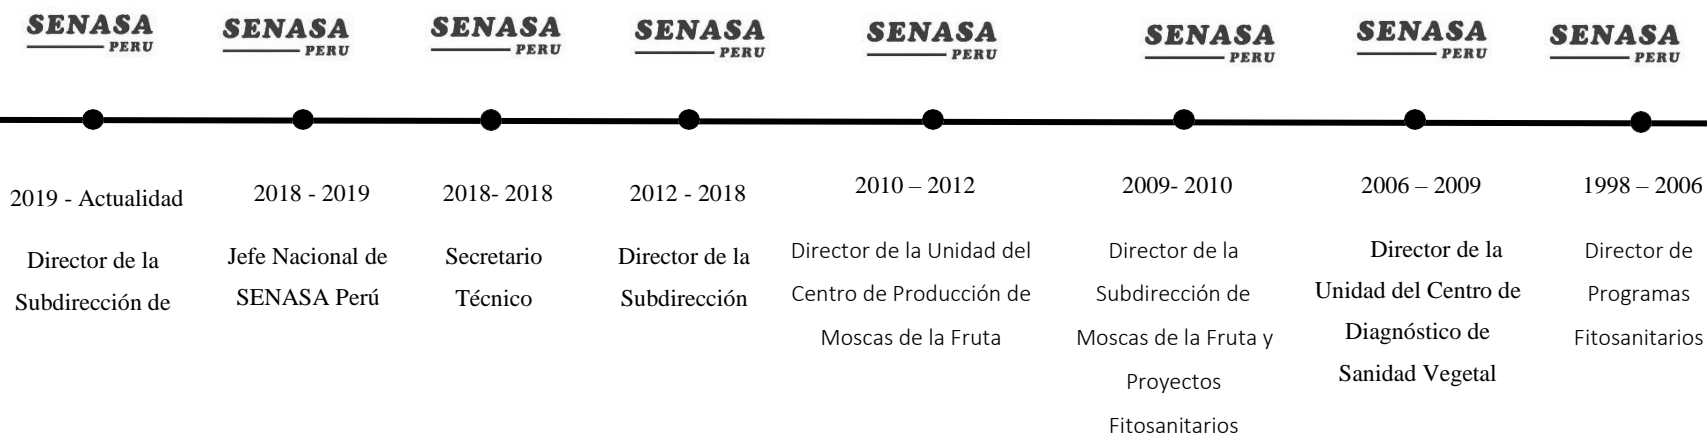 SENASA
PERU
SENASA
PERU
SENASA
PERU
SENASA
PERU
SENASA
PERU
SENASA
PERU
SENASA
PERU
SENASA
PERU
2019 - Actualidad
Director de la
Subdirección de
2018 - 2019
Jefe Nacional de
SENASA Perú
2018- 2018
Secretario
Técnico
2012 - 2018
Director de la
Subdirección
2010 – 2012
Director de la Unidad del
Centro de Producción de
Moscas de la Fruta
2009- 2010
Director de la
Subdirección de
Moscas de la Fruta y
Proyectos
Fitosanitarios
2006 – 2009
Director de la
Unidad del Centro de
Diagnóstico de
Sanidad Vegetal
1998 – 2006
Director de
Programas
Fitosanitarios